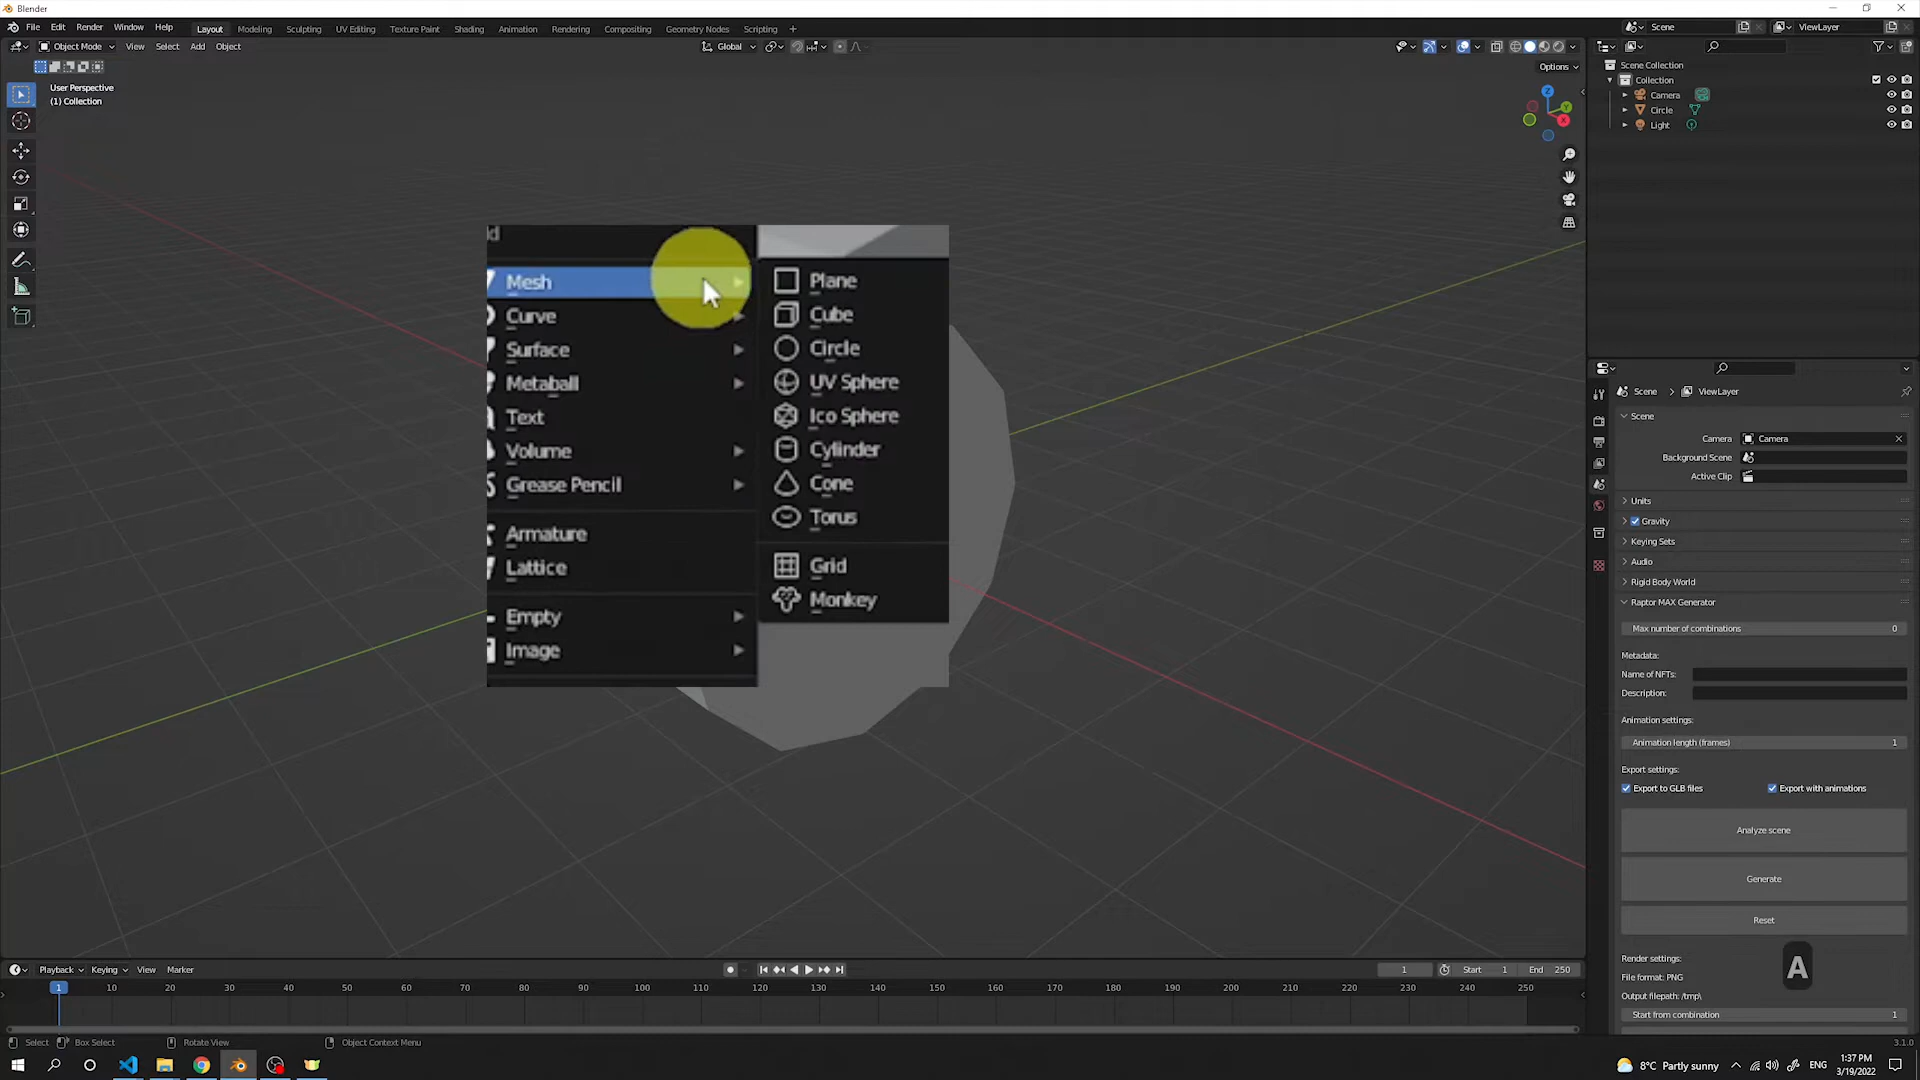 Blender
File Edit Render Window Help
Layout Modeling Sculpting UV Editing Texture Paint Shading Animation Rendering Compositing Geometry Nodes Scripting +
Scene
ViewLayer
Object Mode View Select Add Object
Global
Options
User Perspective
(1) Collection
Z
Y
X
Scene Collection
Collection
Camera
Circle
Light
d
Mesh
Curve
Surface
Metaball
Text
Volume
Grease Pencil
Armature
Lattice
Empty
Image
Plane
Cube
Circle
UV Sphere
Ico Sphere
Cylinder
Cone
Torus
Grid
Monkey
Scene > ViewLayer
Scene
Camera Camera
Background Scene
Active Clip
Units
Gravity
Keying Sets
Audio
Rigid Body World
Raptor MAX Generator
Max number of combinations 0
Metadata:
Name of NFTs:
Description:
Animation settings:
Animation length (frames) 1
Export settings:
Export to GLB files Export with animations
Analyze scene
Generate
Reset
Render settings:
File format: PNG
Output filepath: /tmp\
Start from combination 1
A
Playback Keying View Marker
1 Start 1 End 250
1 10 20 30 40 50 60 70 80 90 100 110 120 130 140 150 160 170 180 190 200 210 220 230 240 250
Select Box Select Rotate View Object Context Menu
3.1.0
8°C Partly sunny ENG 1:37 PM
3/19/2022